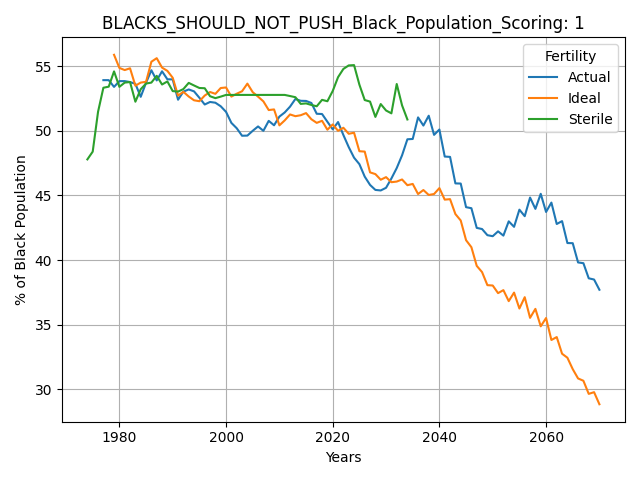 BLACKS_SHOULD_NOT_PUSH_Black_Population_Scoring: 1
Fertility
Actual
Ideal
Sterile
% of Black Population
55
50
45
40
35
30
1980 2000 2020 2040 2060
Years